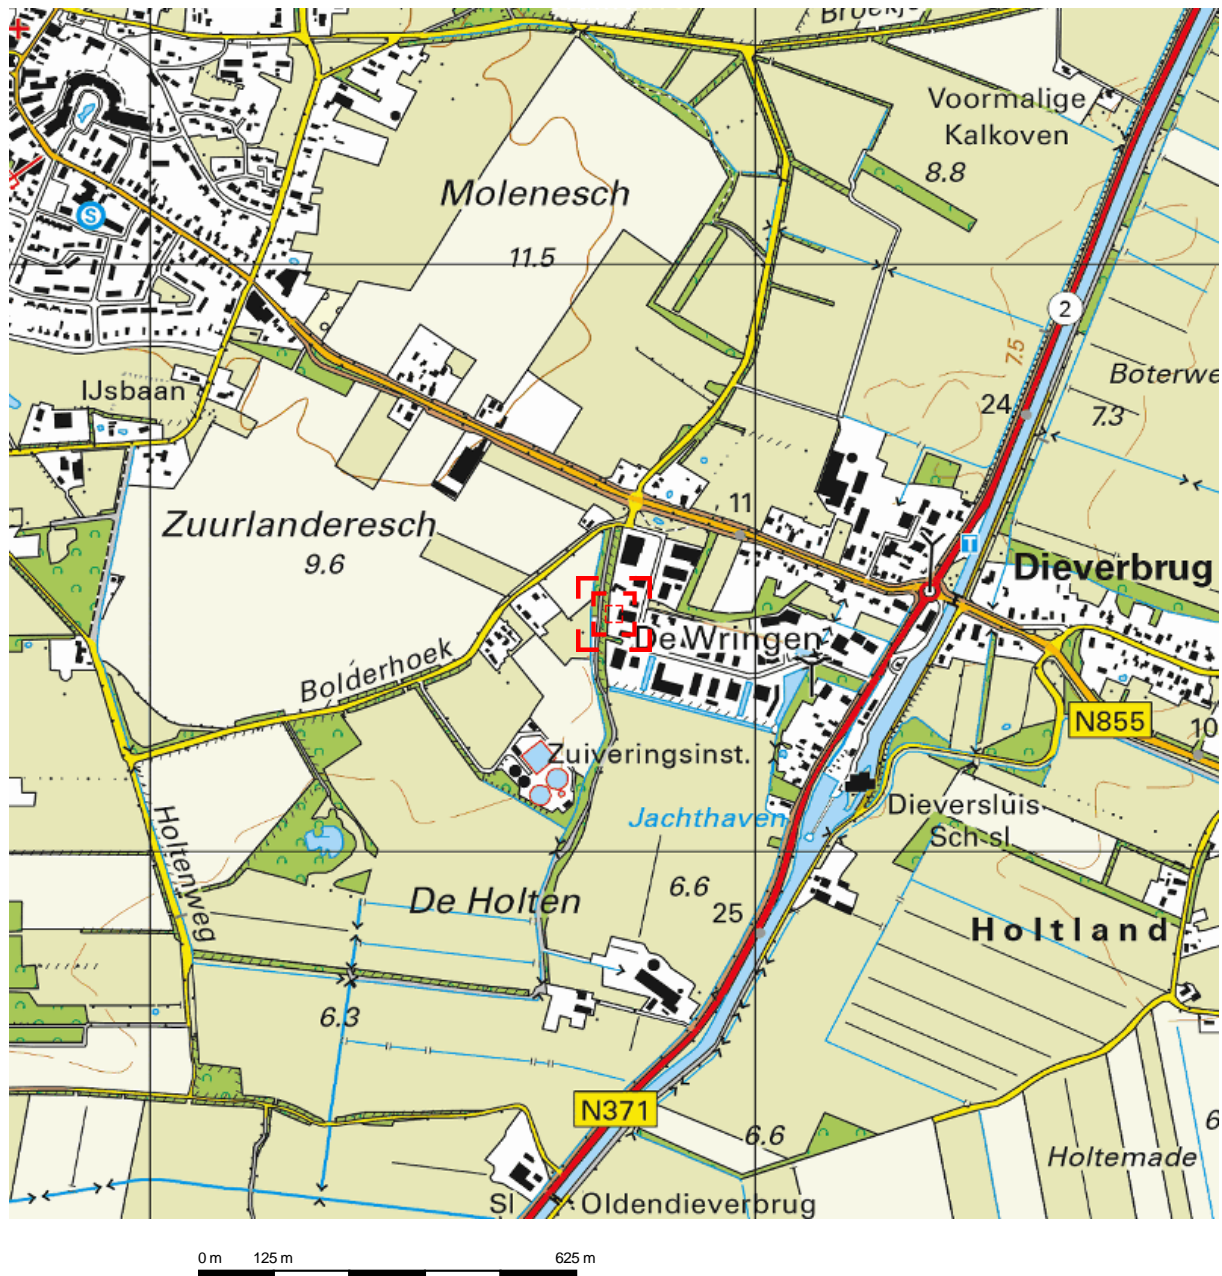 Voormalige
Kalkoven
8.8
Molenesch
11.5
S
2
7.5
IJsbaan
24
7.3
11
Zuurlanderesch
9.6
T
Dieverbrug
De Wringen
Bolderhoek
N855
10
Zuiveringsinst.
Holtenweg
Jachthaven
Dieversluis
Sch-sl
De Holten
6.6
25
Holtland
6.3
N371
6.6
Holtemade
Sl
Oldendieverbrug
0 m 125 m 625 m